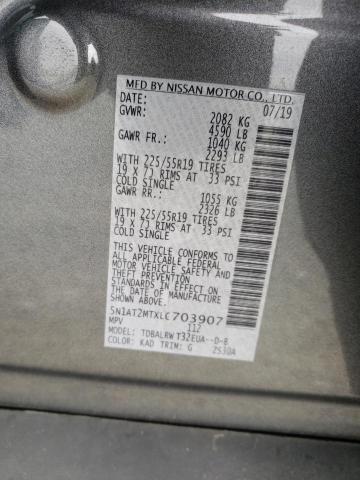 MFD BY NISSAN MOTOR CO., LTD.
DATE: 07/19
GVWR: 2082 KG
4590 LB
GAWR FR.: 1040 KG
2293 LB
WITH 225/55R19 TIRES
19 X 7J RIMS AT 33 PSI
COLD SINGLE
GAWR RR.: 1055 KG
2326 LB
WITH 225/55R19 TIRES
19 X 7J RIMS AT 33 PSI
COLD SINGLE
THIS VEHICLE CONFORMS TO
ALL APPLICABLE FEDERAL
MOTOR VEHICLE SAFETY AND
THEFT PREVENTION
STANDARDS IN EFFECT ON
THE DATE OF MANUFACTURE
SHOWN ABOVE.
5N1AT2MTXLC703907
MPV 112
MODEL: TDBALRWT32EUA--D-B
COLOR: KAD TRIM: G 2S30A